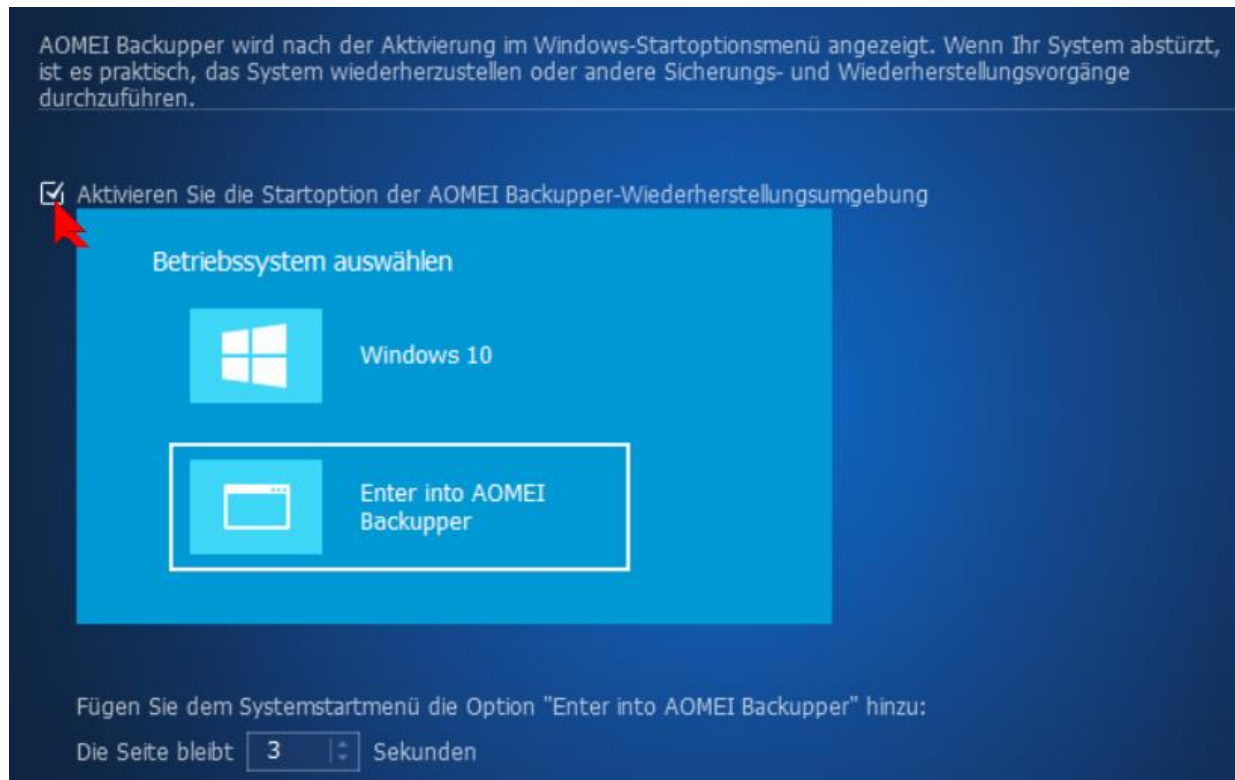 AOMEI Backupper wird nach der Aktivierung im Windows-Startoptionsmenü angezeigt. Wenn Ihr System abstürzt,
ist es praktisch, das System wiederherzustellen oder andere Sicherungs- und Wiederherstellungsvorgänge
durchzuführen.
Aktivieren Sie die Startoption der AOMEI Backupper-Wiederherstellungsumgebung
Betriebssystem auswählen
Windows 10
Enter into AOMEI
Backupper
Fügen Sie dem Systemstartmenü die Option "Enter into AOMEI Backupper" hinzu:
Die Seite bleibt 3 Sekunden